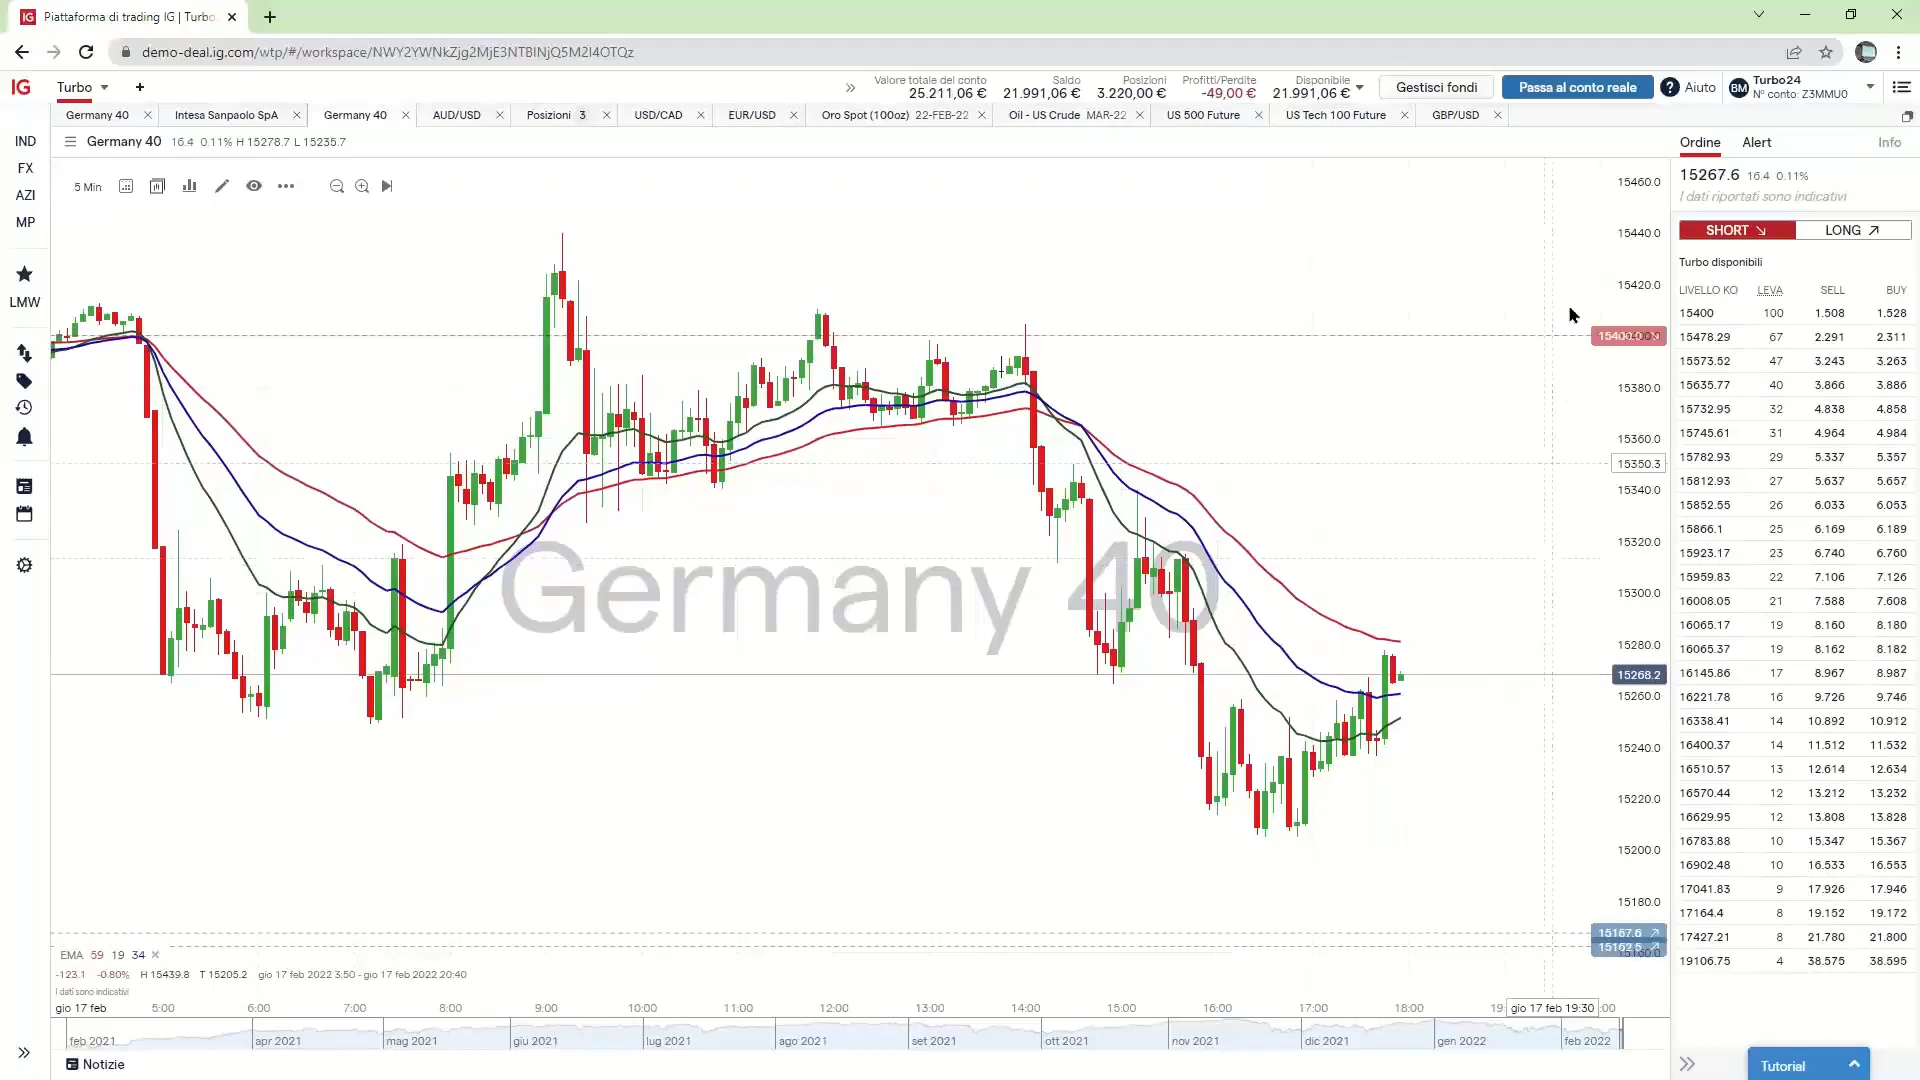 Piattaforma di trading IG | Turbo
demo-deal.ig.com/wtp/#/workspace/NWY2YWNkZjg2MjE3NTBlNjQ5M2I4OTQz
IG Turbo
Valore totale del conto 25.211,06 €
Saldo 21.991,06 €
Posizioni 3.220,00 €
Profitti/Perdite -49,00 €
Disponibile 21.991,06 €
Gestisci fondi
Passa al conto reale
Aiuto
BM Turbo24
N° conto: Z3MMU0
Germany 40
Intesa Sanpaolo SpA
Germany 40
AUD/USD
Posizioni 3
USD/CAD
EUR/USD
Oro Spot (100oz) 22-FEB-22
Oil - US Crude MAR-22
US 500 Future
US Tech 100 Future
GBP/USD
IND
FX
AZI
MP
LMW
Germany 40 16.4 0.11% H 15278.7 L 15235.7
5 Min
Germany 40
15460.0
15440.0
15420.0
15380.0
15360.0
15350.3
15340.0
15320.0
15300.0
15280.0
15268.2
15260.0
15240.0
15220.0
15200.0
15180.0
15167.6
15162.5
EMA 59 19 34
-123.1 -0.80% H 15439.8 T 15205.2 gio 17 feb 2022 3:50 - gio 17 feb 2022 20:40
I dati sono indicativi
gio 17 feb 5:00 6:00 7:00 8:00 9:00 10:00 11:00 12:00 13:00 14:00 15:00 16:00 17:00 18:00 19: gio 17 feb 19:30 :00
feb 2021 apr 2021 mag 2021 giu 2021 lug 2021 ago 2021 set 2021 ott 2021 nov 2021 dic 2021 gen 2022 feb 2022
Notizie
Ordine Alert Info
15267.6 16.4 0.11%
I dati riportati sono indicativi
SHORT LONG
Turbo disponibili
LIVELLO KO LEVA SELL BUY
15400 100 1.508 1.528
15478.29 67 2.291 2.311
15573.52 47 3.243 3.263
15635.77 40 3.866 3.886
15732.95 32 4.838 4.858
15745.61 31 4.964 4.984
15782.93 29 5.337 5.357
15812.93 27 5.637 5.657
15852.55 26 6.033 6.053
15866.1 25 6.169 6.189
15923.17 23 6.740 6.760
15959.83 22 7.106 7.126
16008.05 21 7.588 7.608
16065.17 19 8.160 8.180
16065.37 19 8.162 8.182
16145.86 17 8.967 8.987
16221.78 16 9.726 9.746
16338.41 14 10.892 10.912
16400.37 14 11.512 11.532
16510.57 13 12.614 12.634
16570.44 12 13.212 13.232
16629.95 12 13.808 13.828
16783.88 10 15.347 15.367
16902.48 10 16.533 16.553
17041.83 9 17.926 17.946
17164.4 8 19.152 19.172
17427.21 8 21.780 21.800
19106.75 4 38.575 38.595
Tutorial